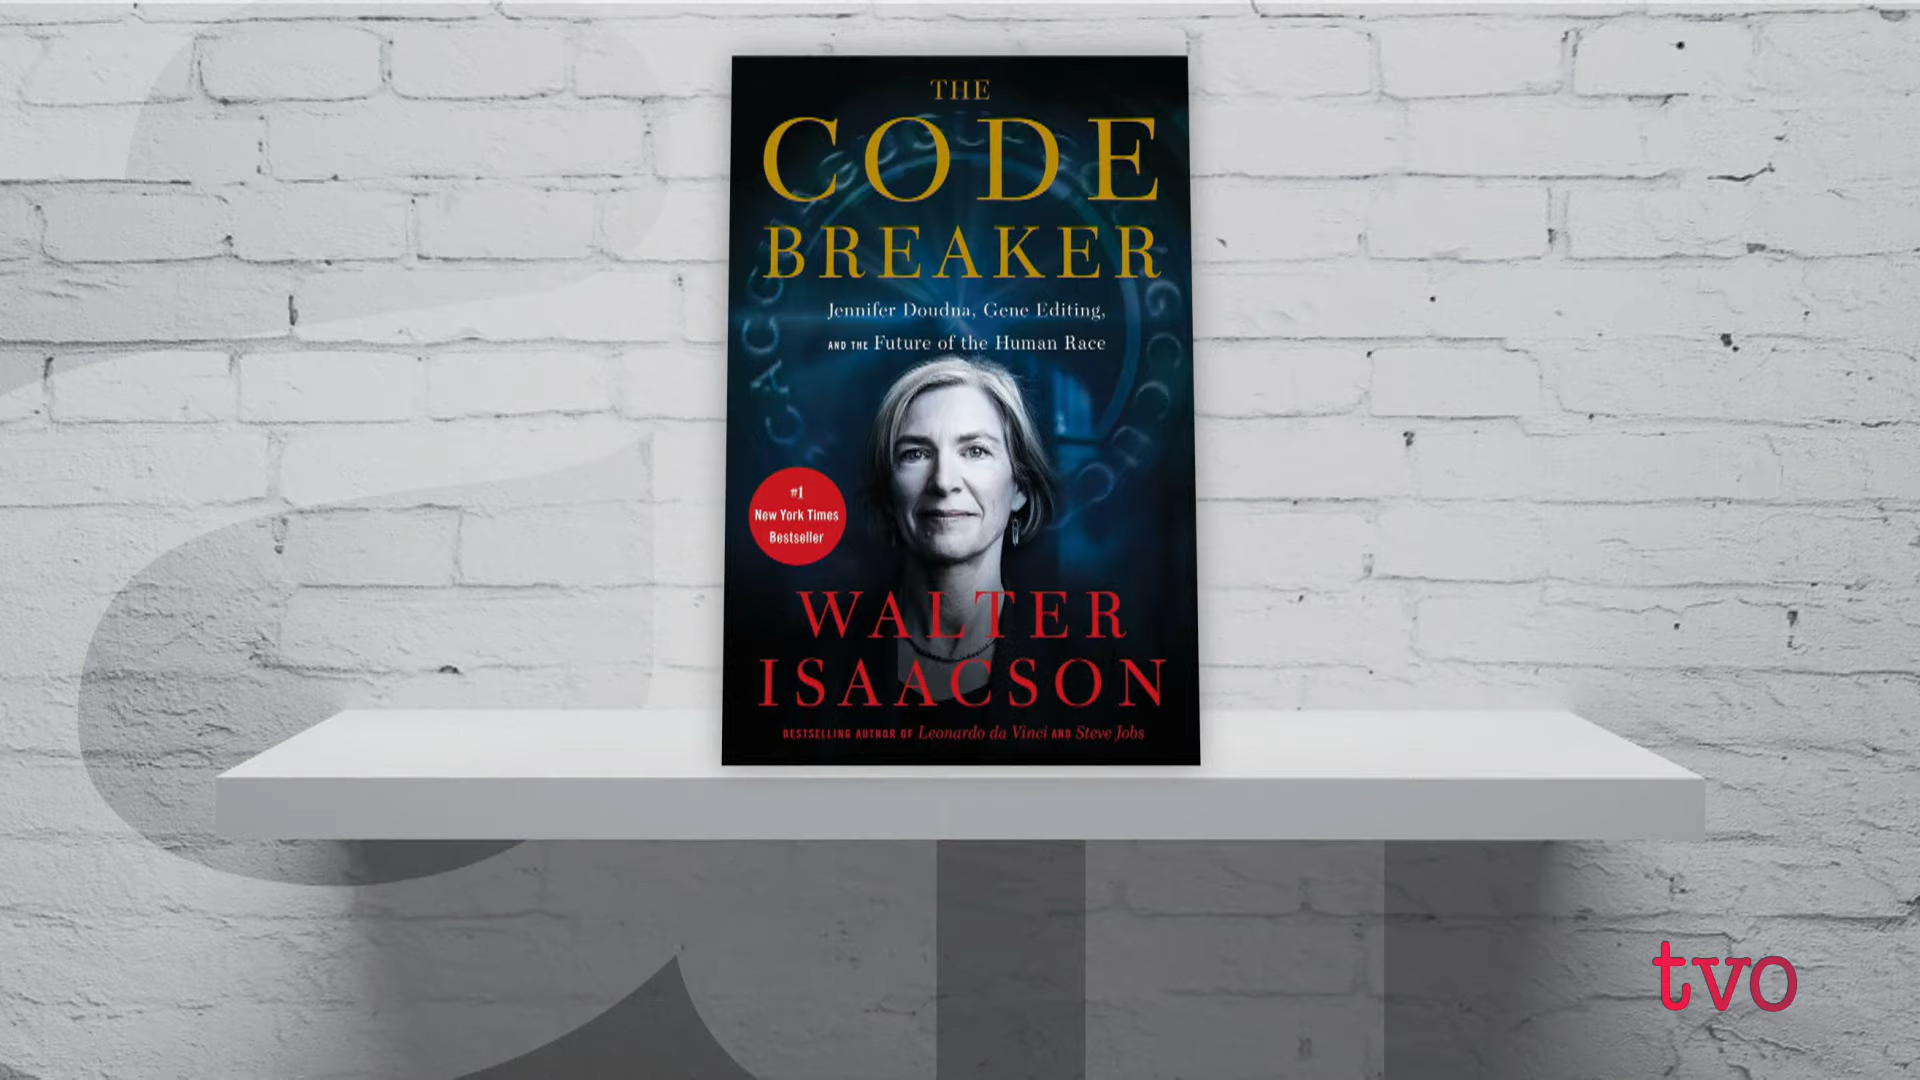 THE
CODE
BREAKER
Jennifer Doudna, Gene Editing,
AND THE Future of the Human Race
#1
New York Times
Bestseller
WALTER
ISAACSON
BESTSELLING AUTHOR OF Leonardo da Vinci AND Steve Jobs
tvo